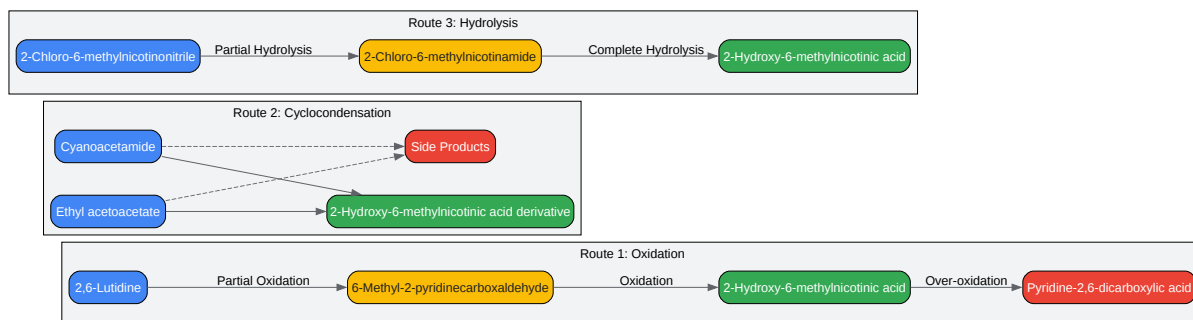 Route 3: Hydrolysis
2-Chloro-6-methylnicotinonitrile
Partial Hydrolysis
2-Chloro-6-methylnicotinamide
Complete Hydrolysis
2-Hydroxy-6-methylnicotinic acid
Route 2: Cyclocondensation
Cyanoacetamide
Side Products
Ethyl acetoacetate
2-Hydroxy-6-methylnicotinic acid derivative
Route 1: Oxidation
2,6-Lutidine
Partial Oxidation
6-Methyl-2-pyridinecarboxaldehyde
Oxidation
2-Hydroxy-6-methylnicotinic acid
Over-oxidation
Pyridine-2,6-dicarboxylic acid